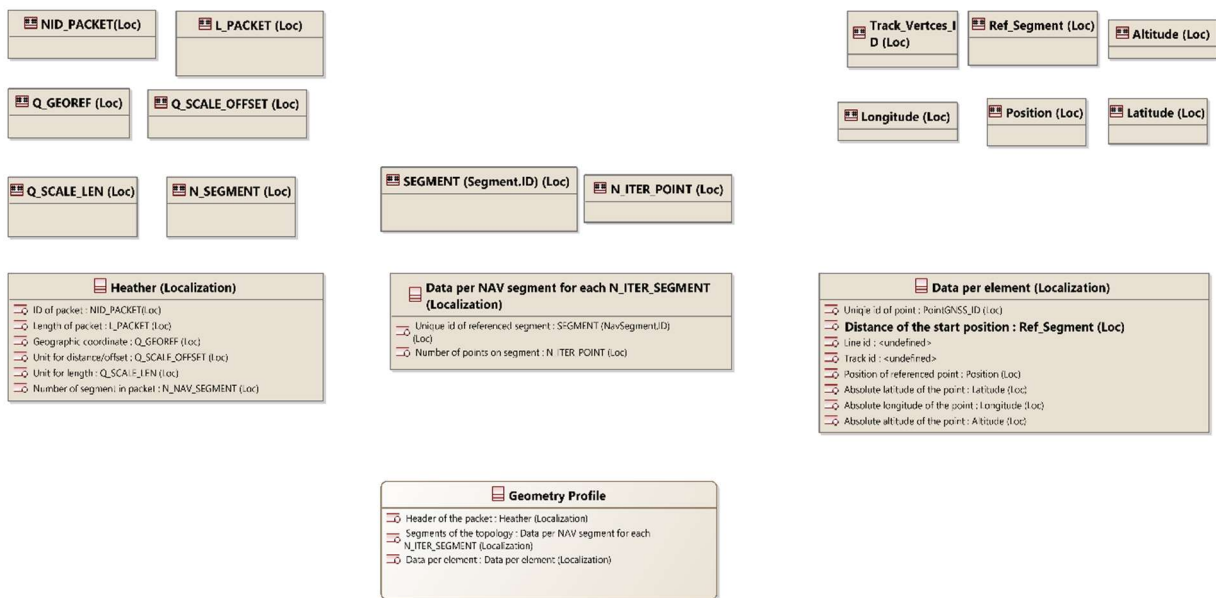 NID_PACKET(Loc)
L_PACKET (Loc)
Track_Vertces_I
D (Loc)
Ref_Segment (Loc)
Altitude (Loc)
Q_GEOREF (Loc)
Q_SCALE_OFFSET (Loc)
Longitude (Loc)
Position (Loc)
Latitude (Loc)
Q_SCALE_LEN (Loc)
N_SEGMENT (Loc)
SEGMENT (Segment.ID) (Loc)
N_ITER_POINT (Loc)
Heather (Localization)
ID of packet : NID_PACKET(Loc)
Length of packet : L_PACKET (Loc)
Geographic coordinate : Q_GEOREF (Loc)
Unit for distance/offset : Q_SCALE_OFFSET (Loc)
Unit for length : Q_SCALE_LEN (Loc)
Number of segment in packet : N_NAV_SEGMENT (Loc)
Data per NAV segment for each N_ITER_SEGMENT
(Localization)
Unique id of referenced segment : SEGMENT (NavSegment.ID)
(Loc)
Number of points on segment : N_ITER_POINT (Loc)
Data per element (Localization)
Uniqie id of point : PointGNSS_ID (Loc)
Distance of the start position : Ref_Segment (Loc)
Line id : <undefined>
Track id : <undefined>
Position of referenced point : Position (Loc)
Absolute latitude of the point : Latitude (Loc)
Absolute longitude of the point : Longitude (Loc)
Absolute altitude of the point : Altitude (Loc)
Geometry Profile
Header of the packet : Heather (Localization)
Segments of the topology : Data per NAV segment for each
N_ITER_SEGMENT (Localization)
Data per element : Data per element (Localization)